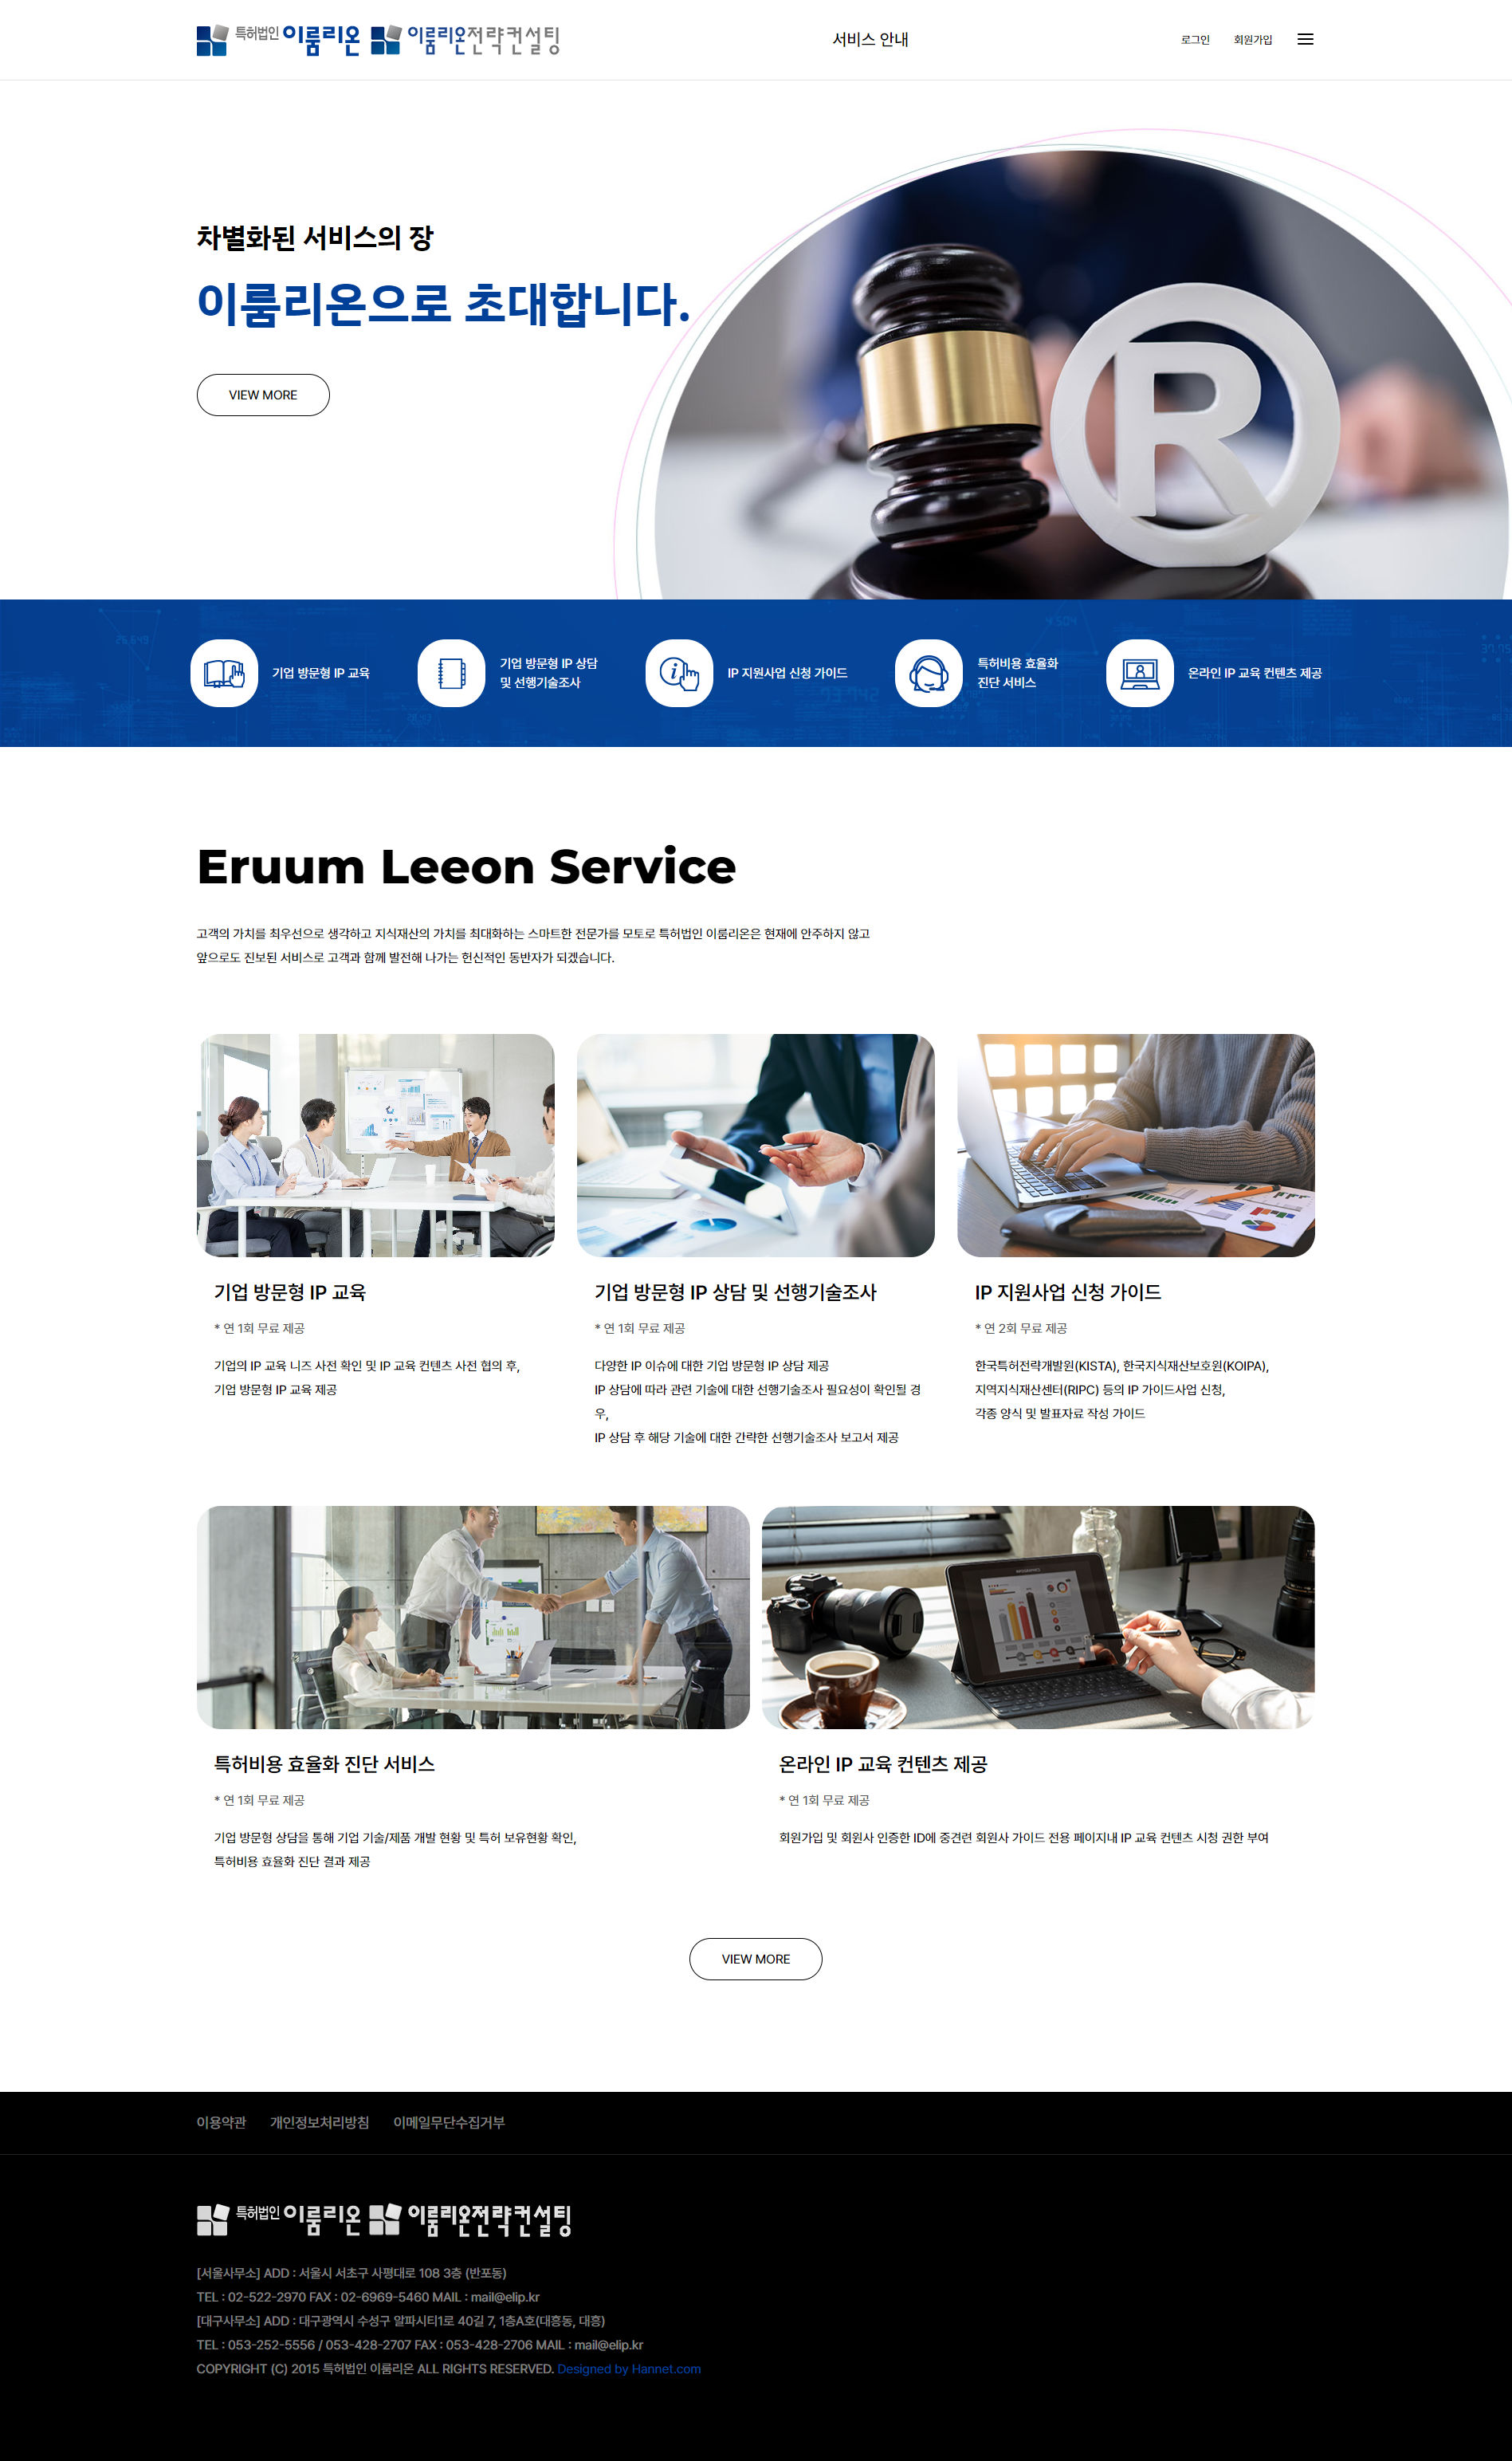 특허법인 이룸리온 이룸리온전략컨설팅
서비스 안내
로그인 회원가입
차별화된 서비스의 장
이룸리온으로 초대합니다.
VIEW MORE
R
기업 방문형 IP 교육
기업 방문형 IP 상담
및 선행기술조사
IP 지원사업 신청 가이드
특허비용 효율화
진단 서비스
온라인 IP 교육 컨텐츠 제공
Eruum Leeon Service
고객의 가치를 최우선으로 생각하고 지식재산의 가치를 최대화하는 스마트한 전문가를 모토로 특허법인 이룸리온은 현재에 안주하지 않고
앞으로도 진보된 서비스로 고객과 함께 발전해 나가는 헌신적인 동반자가 되겠습니다.
기업 방문형 IP 교육
* 연 1회 무료 제공
기업의 IP 교육 니즈 사전 확인 및 IP 교육 컨텐츠 사전 협의 후,
기업 방문형 IP 교육 제공
기업 방문형 IP 상담 및 선행기술조사
* 연 1회 무료 제공
다양한 IP 이슈에 대한 기업 방문형 IP 상담 제공
IP 상담에 따라 관련 기술에 대한 선행기술조사 필요성이 확인될 경
우,
IP 상담 후 해당 기술에 대한 간략한 선행기술조사 보고서 제공
IP 지원사업 신청 가이드
* 연 2회 무료 제공
한국특허전략개발원(KISTA), 한국지식재산보호원(KOIPA),
지역지식재산센터(RIPC) 등의 IP 가이드사업 신청,
각종 양식 및 발표자료 작성 가이드
특허비용 효율화 진단 서비스
* 연 1회 무료 제공
기업 방문형 상담을 통해 기업 기술/제품 개발 현황 및 특허 보유현황 확인,
특허비용 효율화 진단 결과 제공
온라인 IP 교육 컨텐츠 제공
* 연 1회 무료 제공
회원가입 및 회원사 인증한 ID에 중견련 회원사 가이드 전용 페이지내 IP 교육 컨텐츠 시청 권한 부여
VIEW MORE
이용약관 개인정보처리방침 이메일무단수집거부
특허법인 이룸리온 이룸리온전략컨설팅
[서울사무소] ADD : 서울시 서초구 사평대로 108 3층 (반포동)
TEL : 02-522-2970 FAX : 02-6969-5460 MAIL : mail@elip.kr
[대구사무소] ADD : 대구광역시 수성구 알파시티1로 40길 7, 1층A호(대흥동, 대흥)
TEL : 053-252-5556 / 053-428-2707 FAX : 053-428-2706 MAIL : mail@elip.kr
COPYRIGHT (C) 2015 특허법인 이룸리온 ALL RIGHTS RESERVED. Designed by Hannet.com